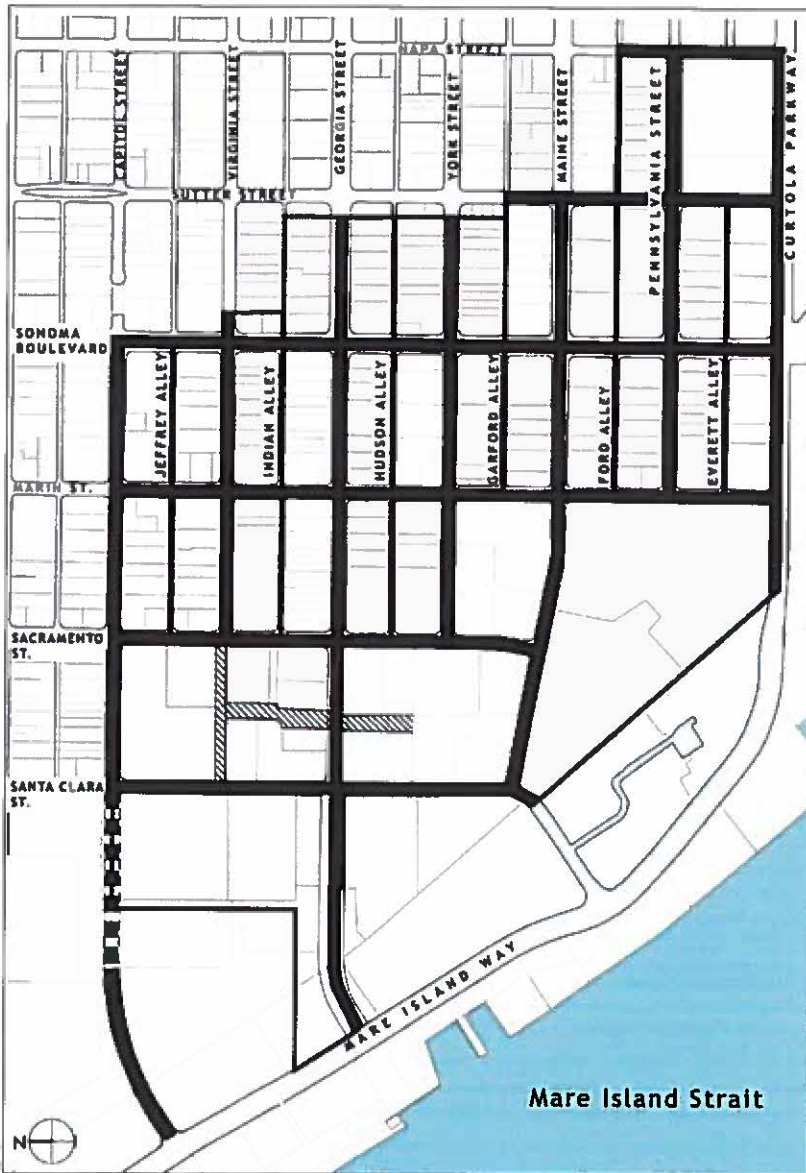 NAPA STREET
CAPITOL STREET
VIRGINIA STREET
GEORGIA STREET
YORK STREET
MAINE STREET
PENNSYLVANIA STREET
CURTOLA PARKWAY
SUTTER STREET
SONOMA
BOULEVARD
JEFFREY ALLEY
INDIAN ALLEY
HUDSON ALLEY
GARFORD ALLEY
FORD ALLEY
EVERETT ALLEY
MARIN ST.
SACRAMENTO
ST.
SANTA CLARA
ST.
MARE ISLAND WAY
Mare Island Strait
N